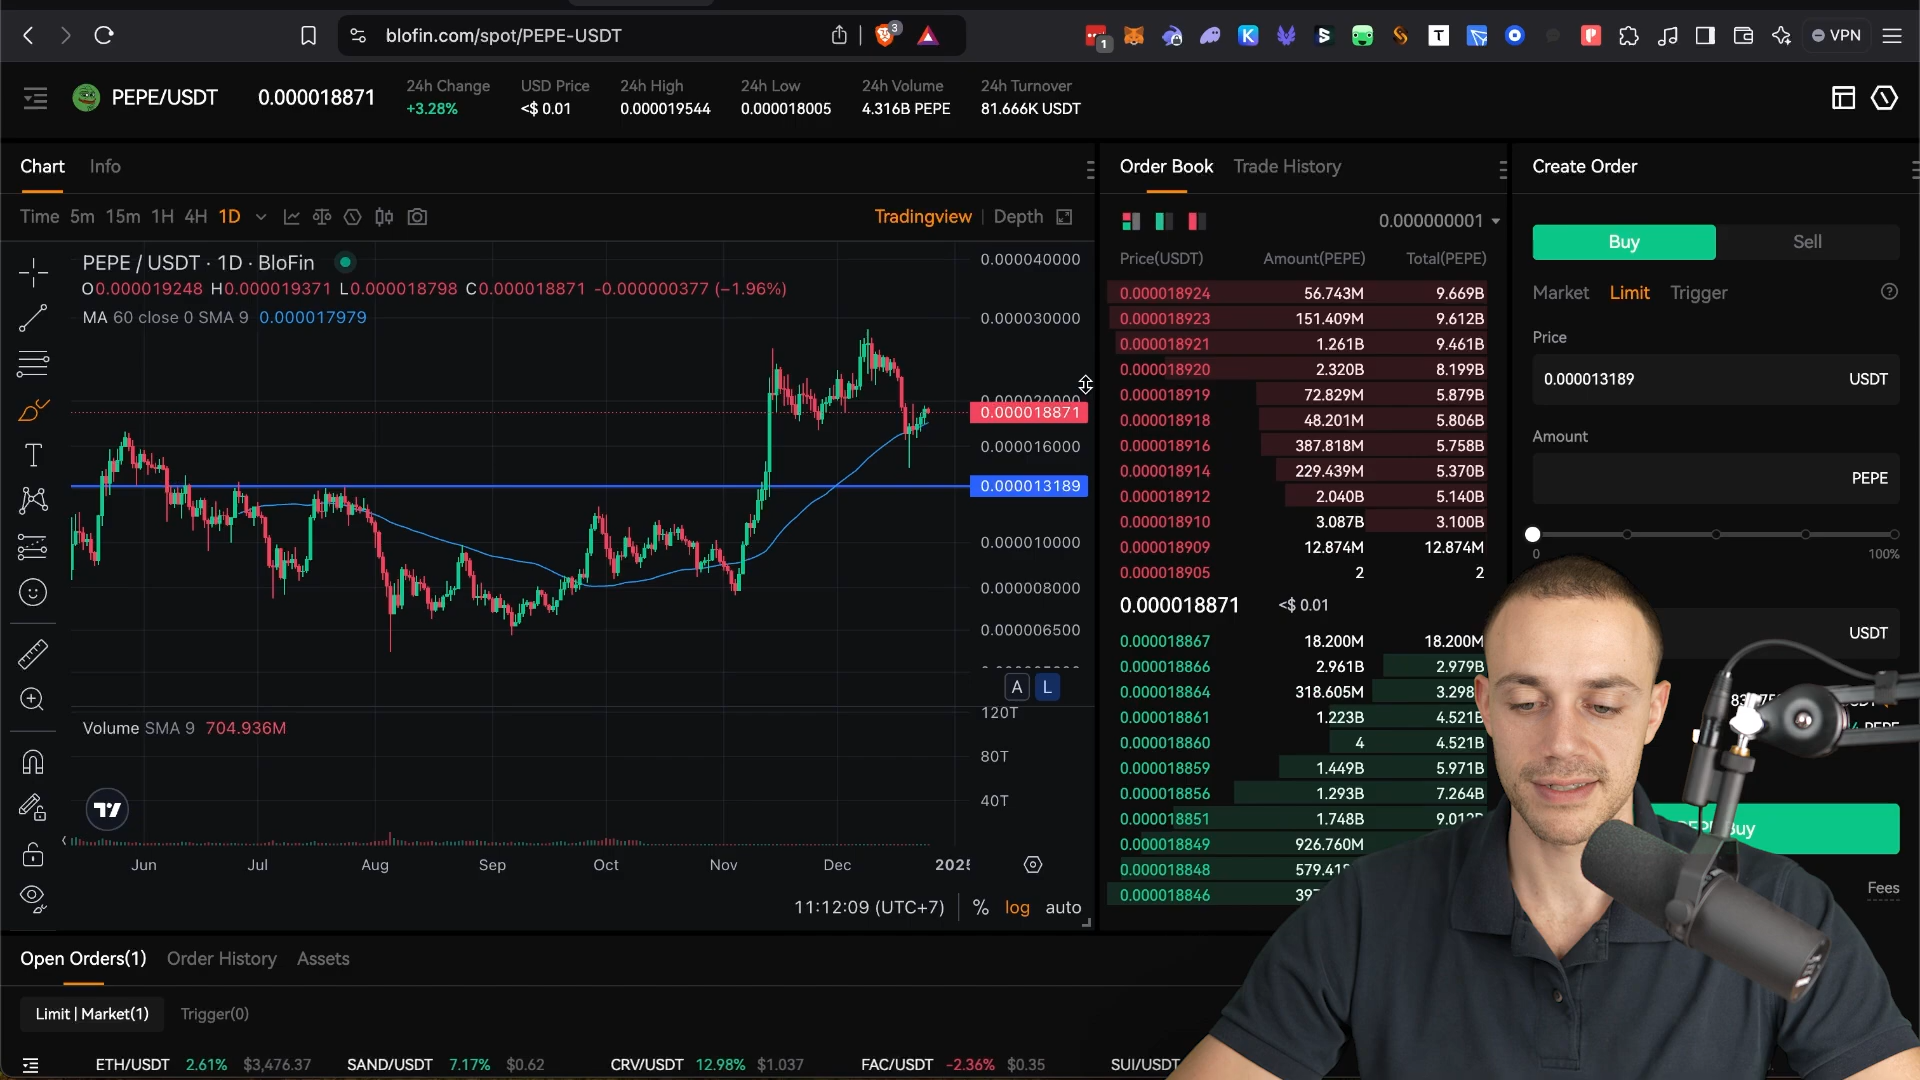 blofin.com/spot/PEPE-USDT
3
1
VPN
PEPE/USDT
0.000018871
24h Change
+3.28%
USD Price
<$ 0.01
24h High
0.000019544
24h Low
0.000018005
24h Volume
4.316B PEPE
24h Turnover
81.666K USDT
Chart
Info
Time 5m 15m 1H 4H 1D
Tradingview
Depth
PEPE / USDT · 1D · BloFin
O0.000019248 H0.000019371 L0.000018798 C0.000018871 -0.000000377 (−1.96%)
MA 60 close 0 SMA 9 0.000017979
0.000040000
0.000030000
0.000020000
0.000018871
0.000016000
0.000013189
0.000010000
0.000008000
0.000006500
A
L
Volume SMA 9 704.936M
120T
80T
40T
Jun
Jul
Aug
Sep
Oct
Nov
Dec
2025
11:12:09 (UTC+7)
%
log
auto
Order Book
Trade History
0.000000001
Price(USDT)
Amount(PEPE)
Total(PEPE)
0.000018924 56.743M 9.669B
0.000018923 151.409M 9.612B
0.000018921 1.261B 9.461B
0.000018920 2.320B 8.199B
0.000018919 72.829M 5.879B
0.000018918 48.201M 5.806B
0.000018916 387.818M 5.758B
0.000018914 229.439M 5.370B
0.000018912 2.040B 5.140B
0.000018910 3.087B 3.100B
0.000018909 12.874M 12.874M
0.000018905 2 2
0.000018871 <$ 0.01
0.000018867 18.200M 18.200M
0.000018866 2.961B 2.979B
0.000018864 318.605M 3.298
0.000018861 1.223B 4.521B
0.000018860 4 4.521B
0.000018859 1.449B 5.971B
0.000018856 1.293B 7.264B
0.000018851 1.748B
0.000018849 926.760M
0.000018848
0.000018846
Create Order
Buy
Sell
Market
Limit
Trigger
Price
0.000013189
USDT
Amount
PEPE
0
100%
USDT
PEPE
Buy
Fees
Open Orders(1)
Order History
Assets
Limit | Market(1)
Trigger(0)
ETH/USDT 2.61% $3,476.37
SAND/USDT 7.17% $0.62
CRV/USDT 12.98% $1.037
FAC/USDT -2.36% $0.35
SUI/USDT